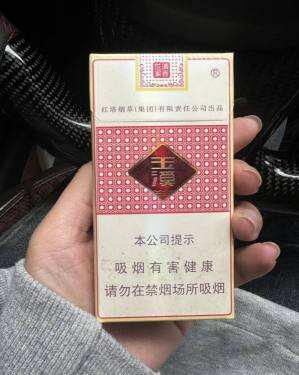 ®
红塔烟草(集团)有限责任公司出品
玉溪
本公司提示
吸烟有害健康
请勿在禁烟场所吸烟